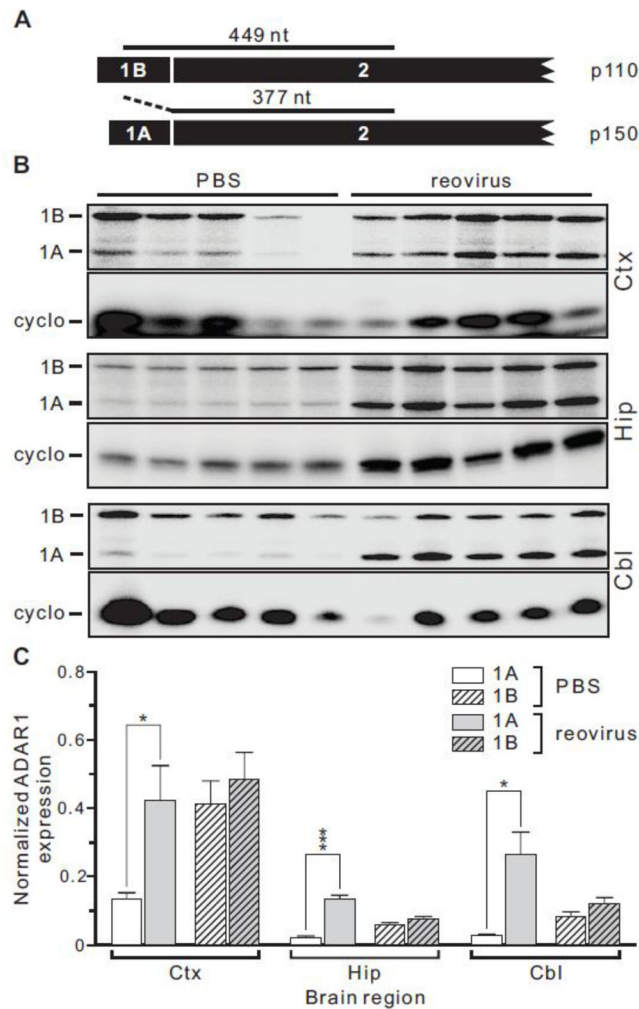 A
449 nt
1B 2 p110
377 nt
1A 2 p150
B
PBS reovirus
1B
1A
Ctx
cyclo
1B
1A
Hip
cyclo
1B
1A
Cbl
cyclo
C
0.8
0.6
0.4
0.2
0
Normalized ADAR1
expression
1A
1B
PBS
1A
1B
reovirus
*
***
*
Ctx Hip Cbl
Brain region